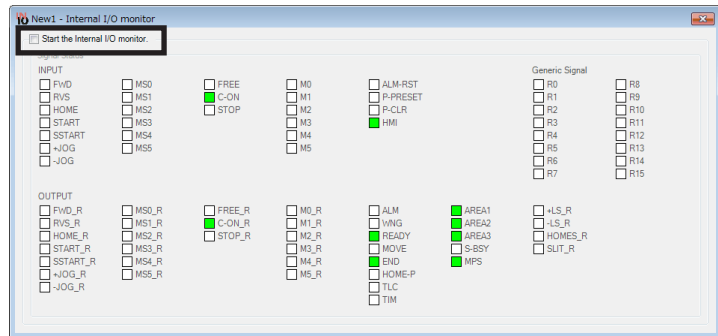 New1 - Internal I/O monitor
Start the Internal I/O monitor.
Signal Status
INPUT
FWD
RVS
HOME
START
SSTART
+JOG
-JOG
MS0
MS1
MS2
MS3
MS4
MS5
FREE
C-ON
STOP
M0
M1
M2
M3
M4
M5
ALM-RST
P-PRESET
P-CLR
HMI
Generic Signal
R0
R1
R2
R3
R4
R5
R6
R7
R8
R9
R10
R11
R12
R13
R14
R15
OUTPUT
FWD_R
RVS_R
HOME_R
START_R
SSTART_R
+JOG_R
-JOG_R
MS0_R
MS1_R
MS2_R
MS3_R
MS4_R
MS5_R
FREE_R
C-ON_R
STOP_R
M0_R
M1_R
M2_R
M3_R
M4_R
M5_R
ALM
WNG
READY
MOVE
END
HOME-P
TLC
TIM
AREA1
AREA2
AREA3
S-BSY
MPS
+LS_R
-LS_R
HOMES_R
SLIT_R